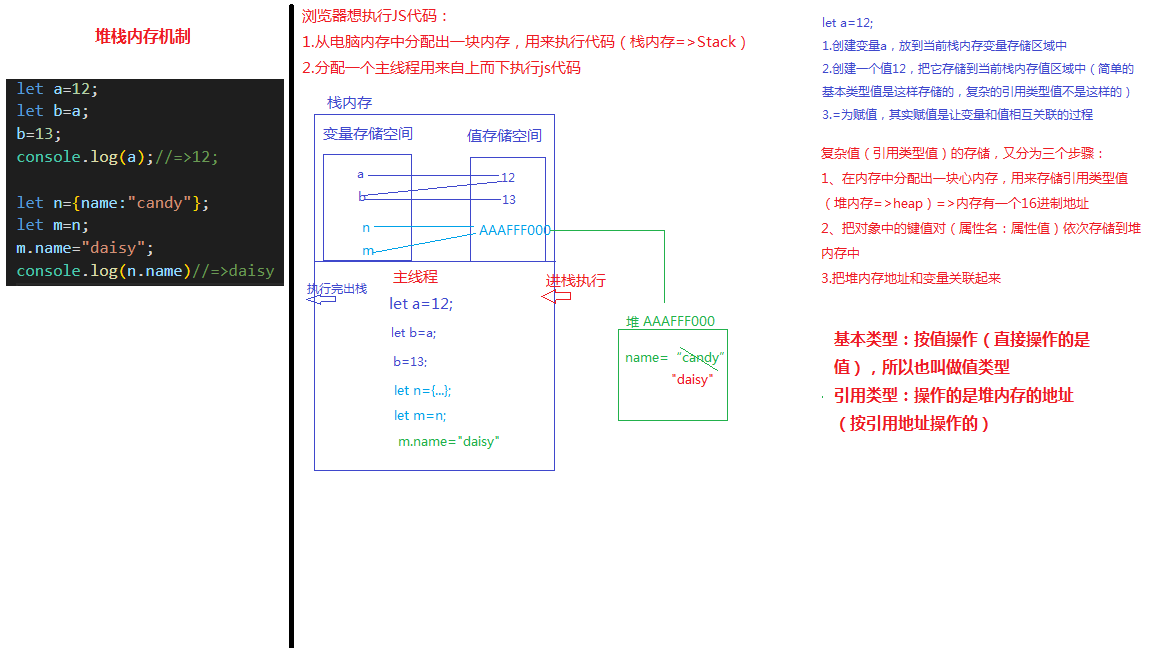 堆栈内存机制
let a=12;
let b=a;
b=13;
console.log(a);//=>12;
let n={name:"candy"};
let m=n;
m.name="daisy";
console.log(n.name)//=>daisy
浏览器想执行JS代码：
1.从电脑内存中分配出一块内存，用来执行代码（栈内存=>Stack）
2.分配一个主线程用来自上而下执行js代码
栈内存
变量存储空间
值存储空间
a
12
b
13
n
AAAFFF000
m
主线程
进栈执行
执行完出栈
let a=12;
let b=a;
b=13;
let n={...};
let m=n;
m.name="daisy"
堆 AAAFFF000
name=“candy”
"daisy"
let a=12;
1.创建变量a，放到当前栈内存变量存储区域中
2.创建一个值12，把它存储到当前栈内存值区域中（简单的
基本类型值是这样存储的，复杂的引用类型值不是这样的）
3.=为赋值，其实赋值是让变量和值相互关联的过程
复杂值（引用类型值）的存储，又分为三个步骤：
1、在内存中分配出一块心内存，用来存储引用类型值
（堆内存=>heap）=>内存有一个16进制地址
2、把对象中的键值对（属性名：属性值）依次存储到堆
内存中
3.把堆内存地址和变量关联起来
基本类型：按值操作（直接操作的是
值），所以也叫做值类型
引用类型：操作的是堆内存的地址
（按引用地址操作的）